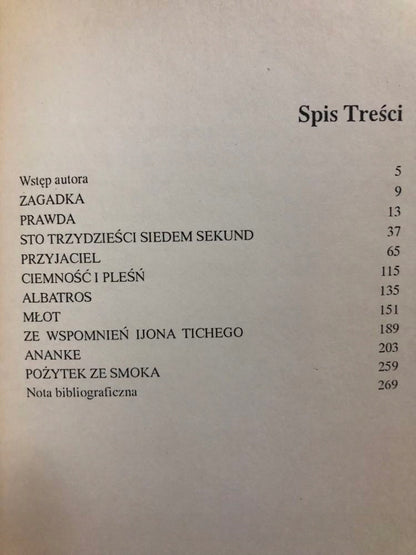 Spis Treści
Wstęp autora 5
ZAGADKA 9
PRAWDA 13
STO TRZYDZIEŚCI SIEDEM SEKUND 37
PRZYJACIEL 65
CIEMNOŚĆ I PLEŚŃ 115
ALBATROS 135
MŁOT 151
ZE WSPOMNIEŃ IJONA TICHEGO 189
ANANKE 203
POŻYTEK ZE SMOKA 259
Nota bibliograficzna 269